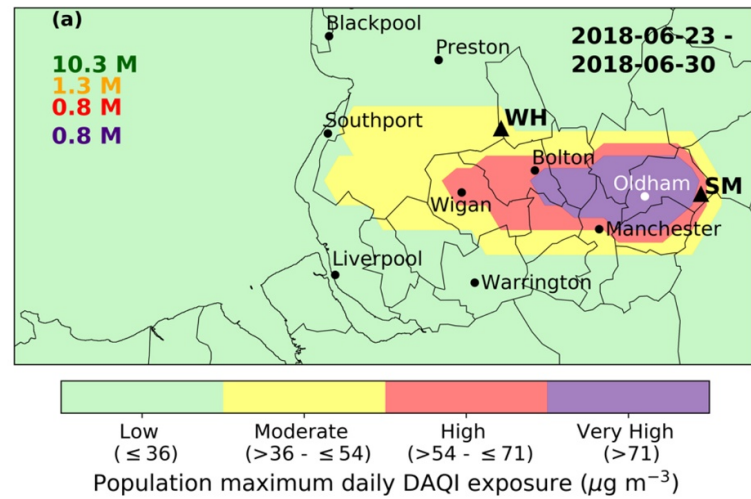 (a)
2018-06-23 -
2018-06-30
10.3 M
1.3 M
0.8 M
0.8 M
Blackpool
Preston
Southport
WH
Bolton
Oldham
SM
Wigan
Manchester
Liverpool
Warrington
Low
(≤36)
Moderate
(>36 - ≤54)
High
(>54 - ≤71)
Very High
(>71)
Population maximum daily DAQI exposure (μg m⁻³)